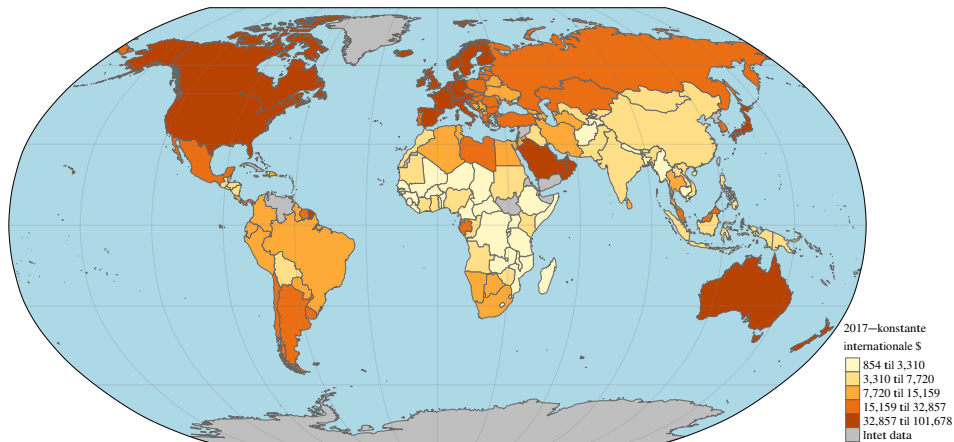 2017—konstante
internationale $
854 til 3,310
3,310 til 7,720
7,720 til 15,159
15,159 til 32,857
32,857 til 101,678
Intet data